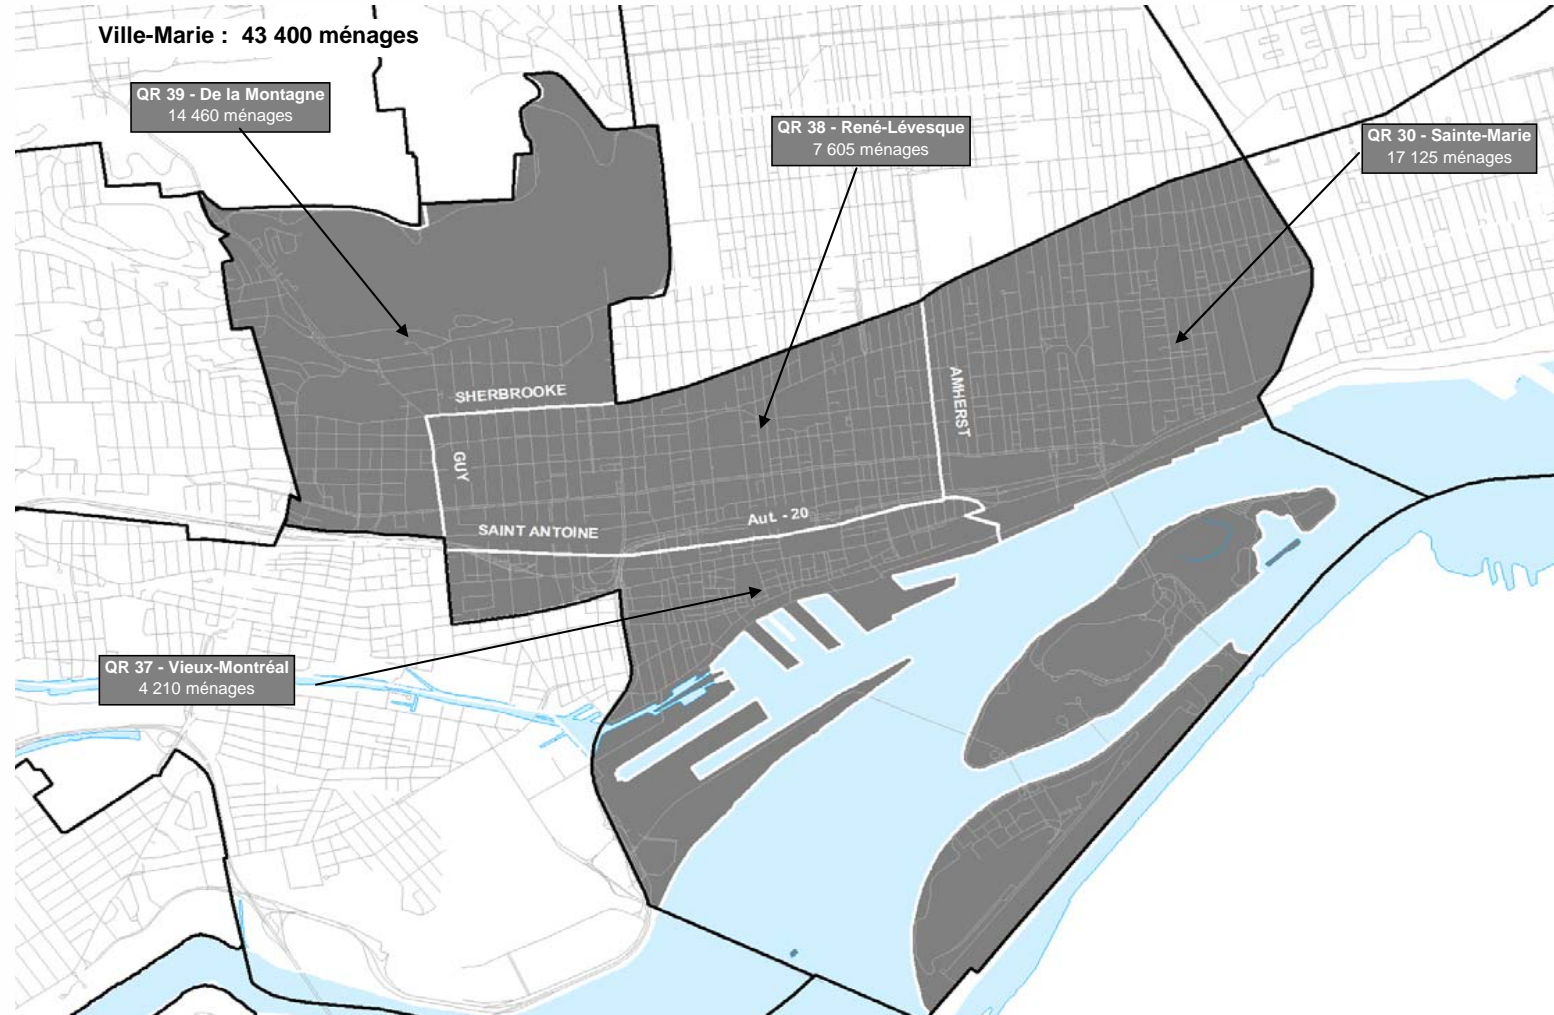 Ville-Marie :  43 400 ménages
QR 39 - De la Montagne
14 460 ménages
QR 38 - René-Lévesque
7 605 ménages
QR 30 - Sainte-Marie
17 125 ménages
SHERBROOKE
AMHERST
GUY
SAINT ANTOINE
Aut. - 20
QR 37 - Vieux-Montréal
4 210 ménages